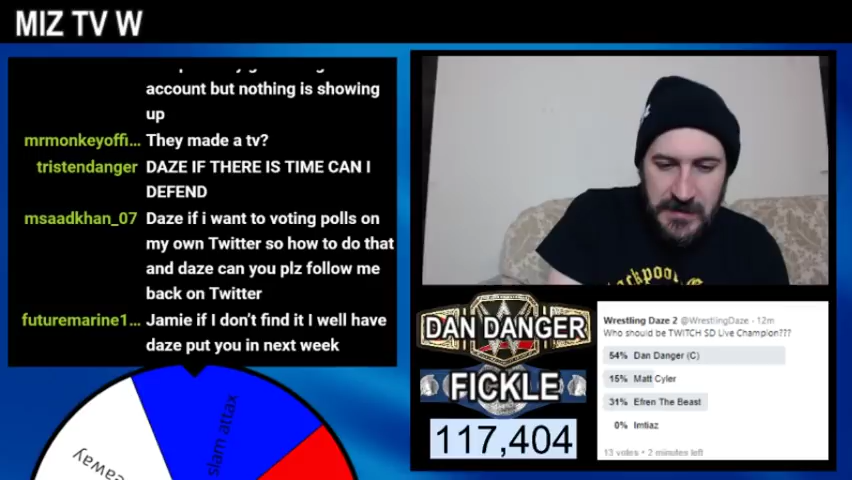 MIZ TV W
account but nothing is showing
up
mrmonkeyoffi... They made a tv?
tristendanger DAZE IF THERE IS TIME CAN I
DEFEND
msaadkhan_07 Daze if i want to voting polls on
my own Twitter so how to do that
and daze can you plz follow me
back on Twitter
futuremarine1... Jamie if I don't find it I well have
daze put you in next week
eaway
slam attax
DAN DANGER
FICKLE
117,404
Wrestling Daze 2 @WrestlingDaze · 12m
Who should be TWITCH SD Live Champion???
54% Dan Danger (C)
15% Matt Cyler
31% Efren The Beast
0% Imtiaz
13 votes • 2 minutes left